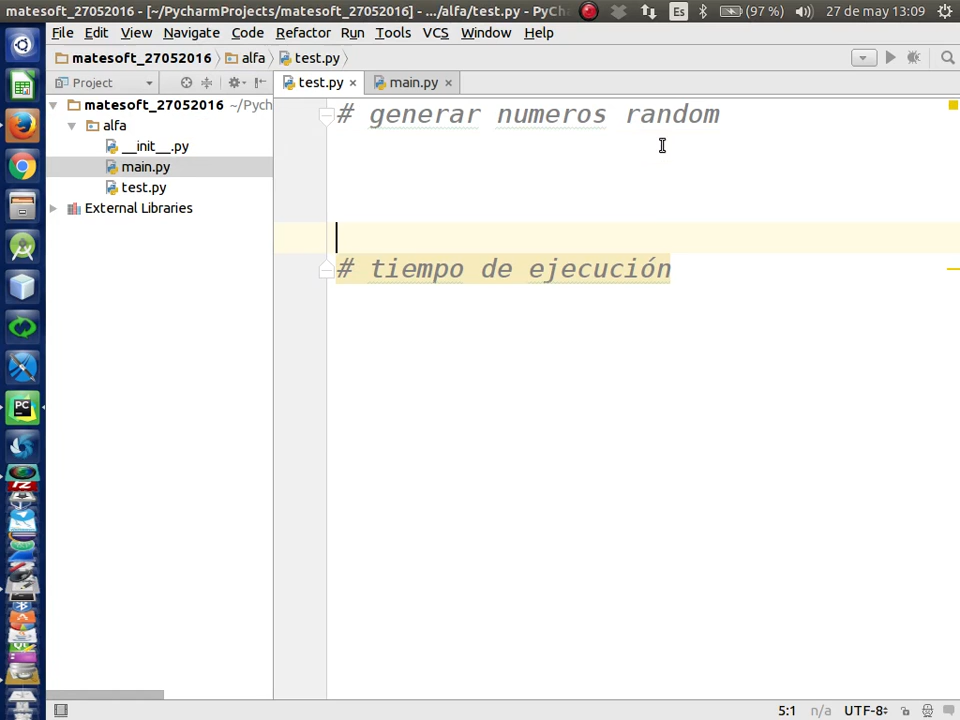 matesoft_27052016 - [~/PycharmProjects/matesoft_27052016] - .../alfa/test.py - PyCha
Es
(97 %)
27 de may 13:09
File Edit View Navigate Code Refactor Run Tools VCS Window Help
matesoft_27052016 alfa test.py
Project
test.py × main.py ×
matesoft_27052016 ~/Pych
alfa
__init__.py
main.py
test.py
External Libraries
# generar numeros random
# tiempo de ejecución
PC
5:1 n/a UTF-8